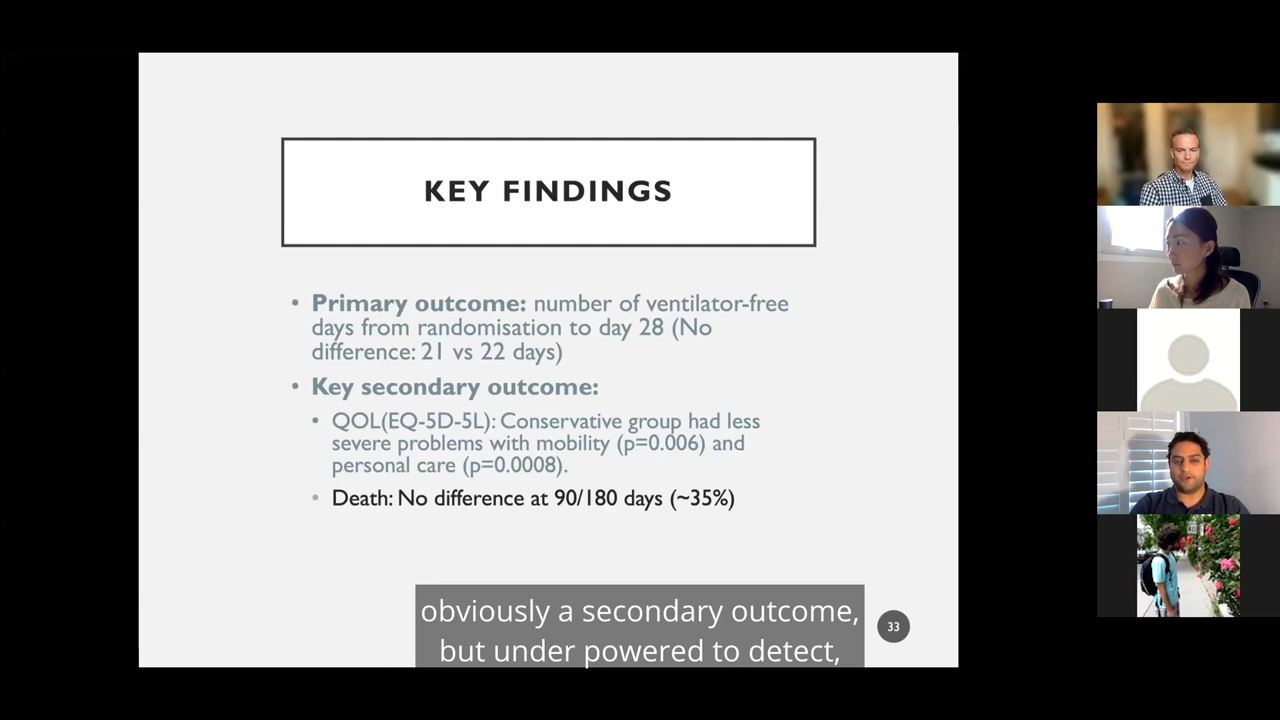 KEY FINDINGS
• Primary outcome: number of ventilator-free
days from randomisation to day 28 (No
difference: 21 vs 22 days)
• Key secondary outcome:
• QOL(EQ-5D-5L): Conservative group had less
severe problems with mobility (p=0.006) and
personal care (p=0.0008).
• Death: No difference at 90/180 days (~35%)
obviously a secondary outcome,
but under powered to detect,
33